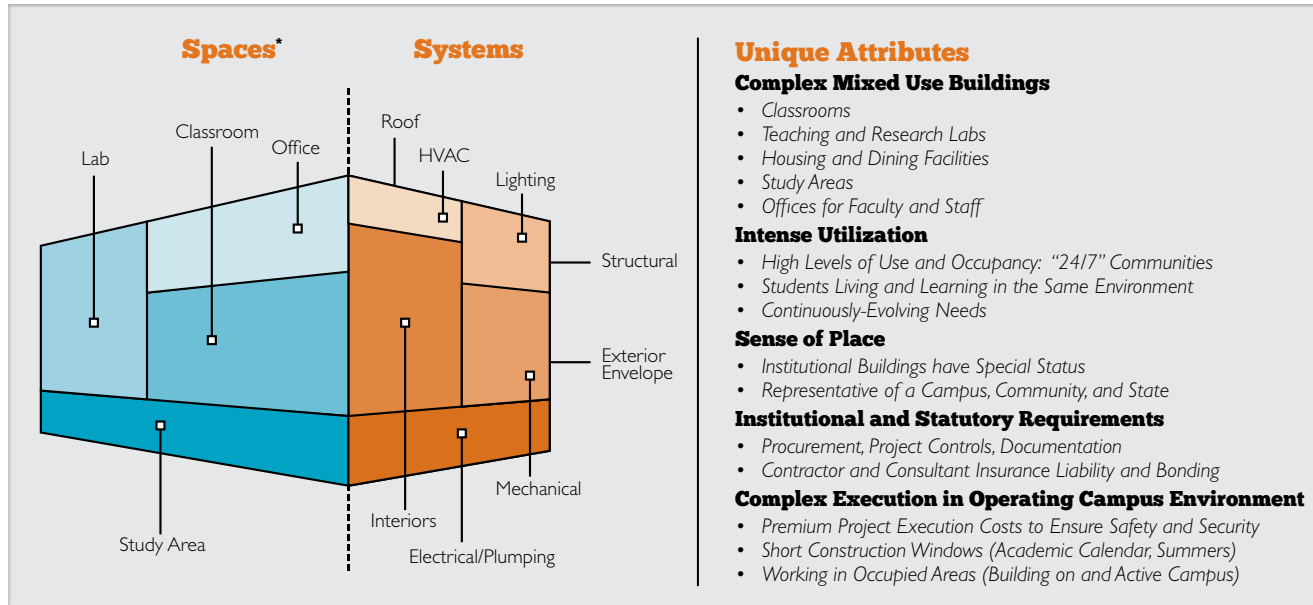 Spaces*
Systems
Lab
Classroom
Office
Roof
HVAC
Lighting
Structural
Exterior
Envelope
Mechanical
Interiors
Electrical/Plumping
Study Area
Unique Attributes
Complex Mixed Use Buildings
• Classrooms
• Teaching and Research Labs
• Housing and Dining Facilities
• Study Areas
• Offices for Faculty and Staff
Intense Utilization
• High Levels of Use and Occupancy: “24/7” Communities
• Students Living and Learning in the Same Environment
• Continuously-Evolving Needs
Sense of Place
• Institutional Buildings have Special Status
• Representative of a Campus, Community, and State
Institutional and Statutory Requirements
• Procurement, Project Controls, Documentation
• Contractor and Consultant Insurance Liability and Bonding
Complex Execution in Operating Campus Environment
• Premium Project Execution Costs to Ensure Safety and Security
• Short Construction Windows (Academic Calendar, Summers)
• Working in Occupied Areas (Building on and Active Campus)